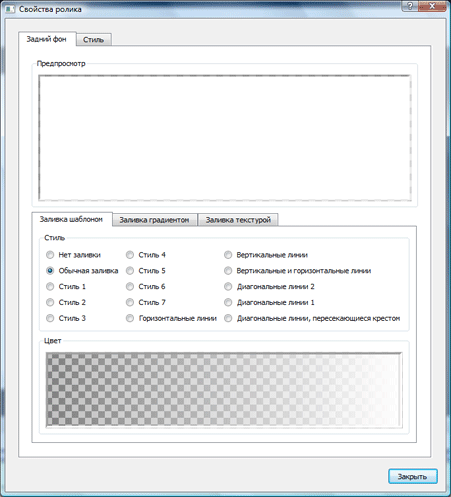 Свойства ролика
Задний фон Стиль
Предпросмотр
Заливка шаблоном Заливка градиентом Заливка текстурой
Стиль
Нет заливки Стиль 4 Вертикальные линии
Обычная заливка Стиль 5 Вертикальные и горизонтальные линии
Стиль 1 Стиль 6 Диагональные линии 2
Стиль 2 Стиль 7 Диагональные линии 1
Стиль 3 Горизонтальные линии Диагональные линии, пересекающиеся крестом
Цвет
Закрыть